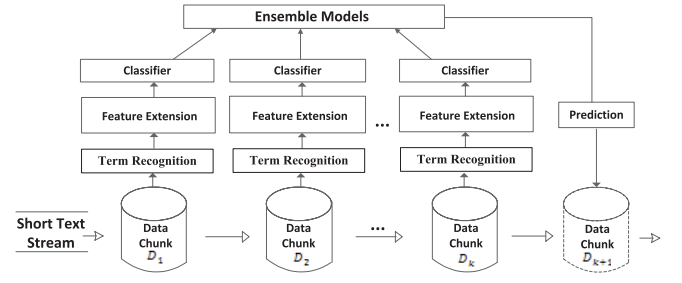 Ensemble Models
Classifier
Classifier
Classifier
Feature Extension
Feature Extension
...
Feature Extension
Prediction
Term Recognition
Term Recognition
Term Recognition
Short Text
Stream
Data
Chunk
D1
Data
Chunk
D2
...
Data
Chunk
Dk
Data
Chunk
Dk+1